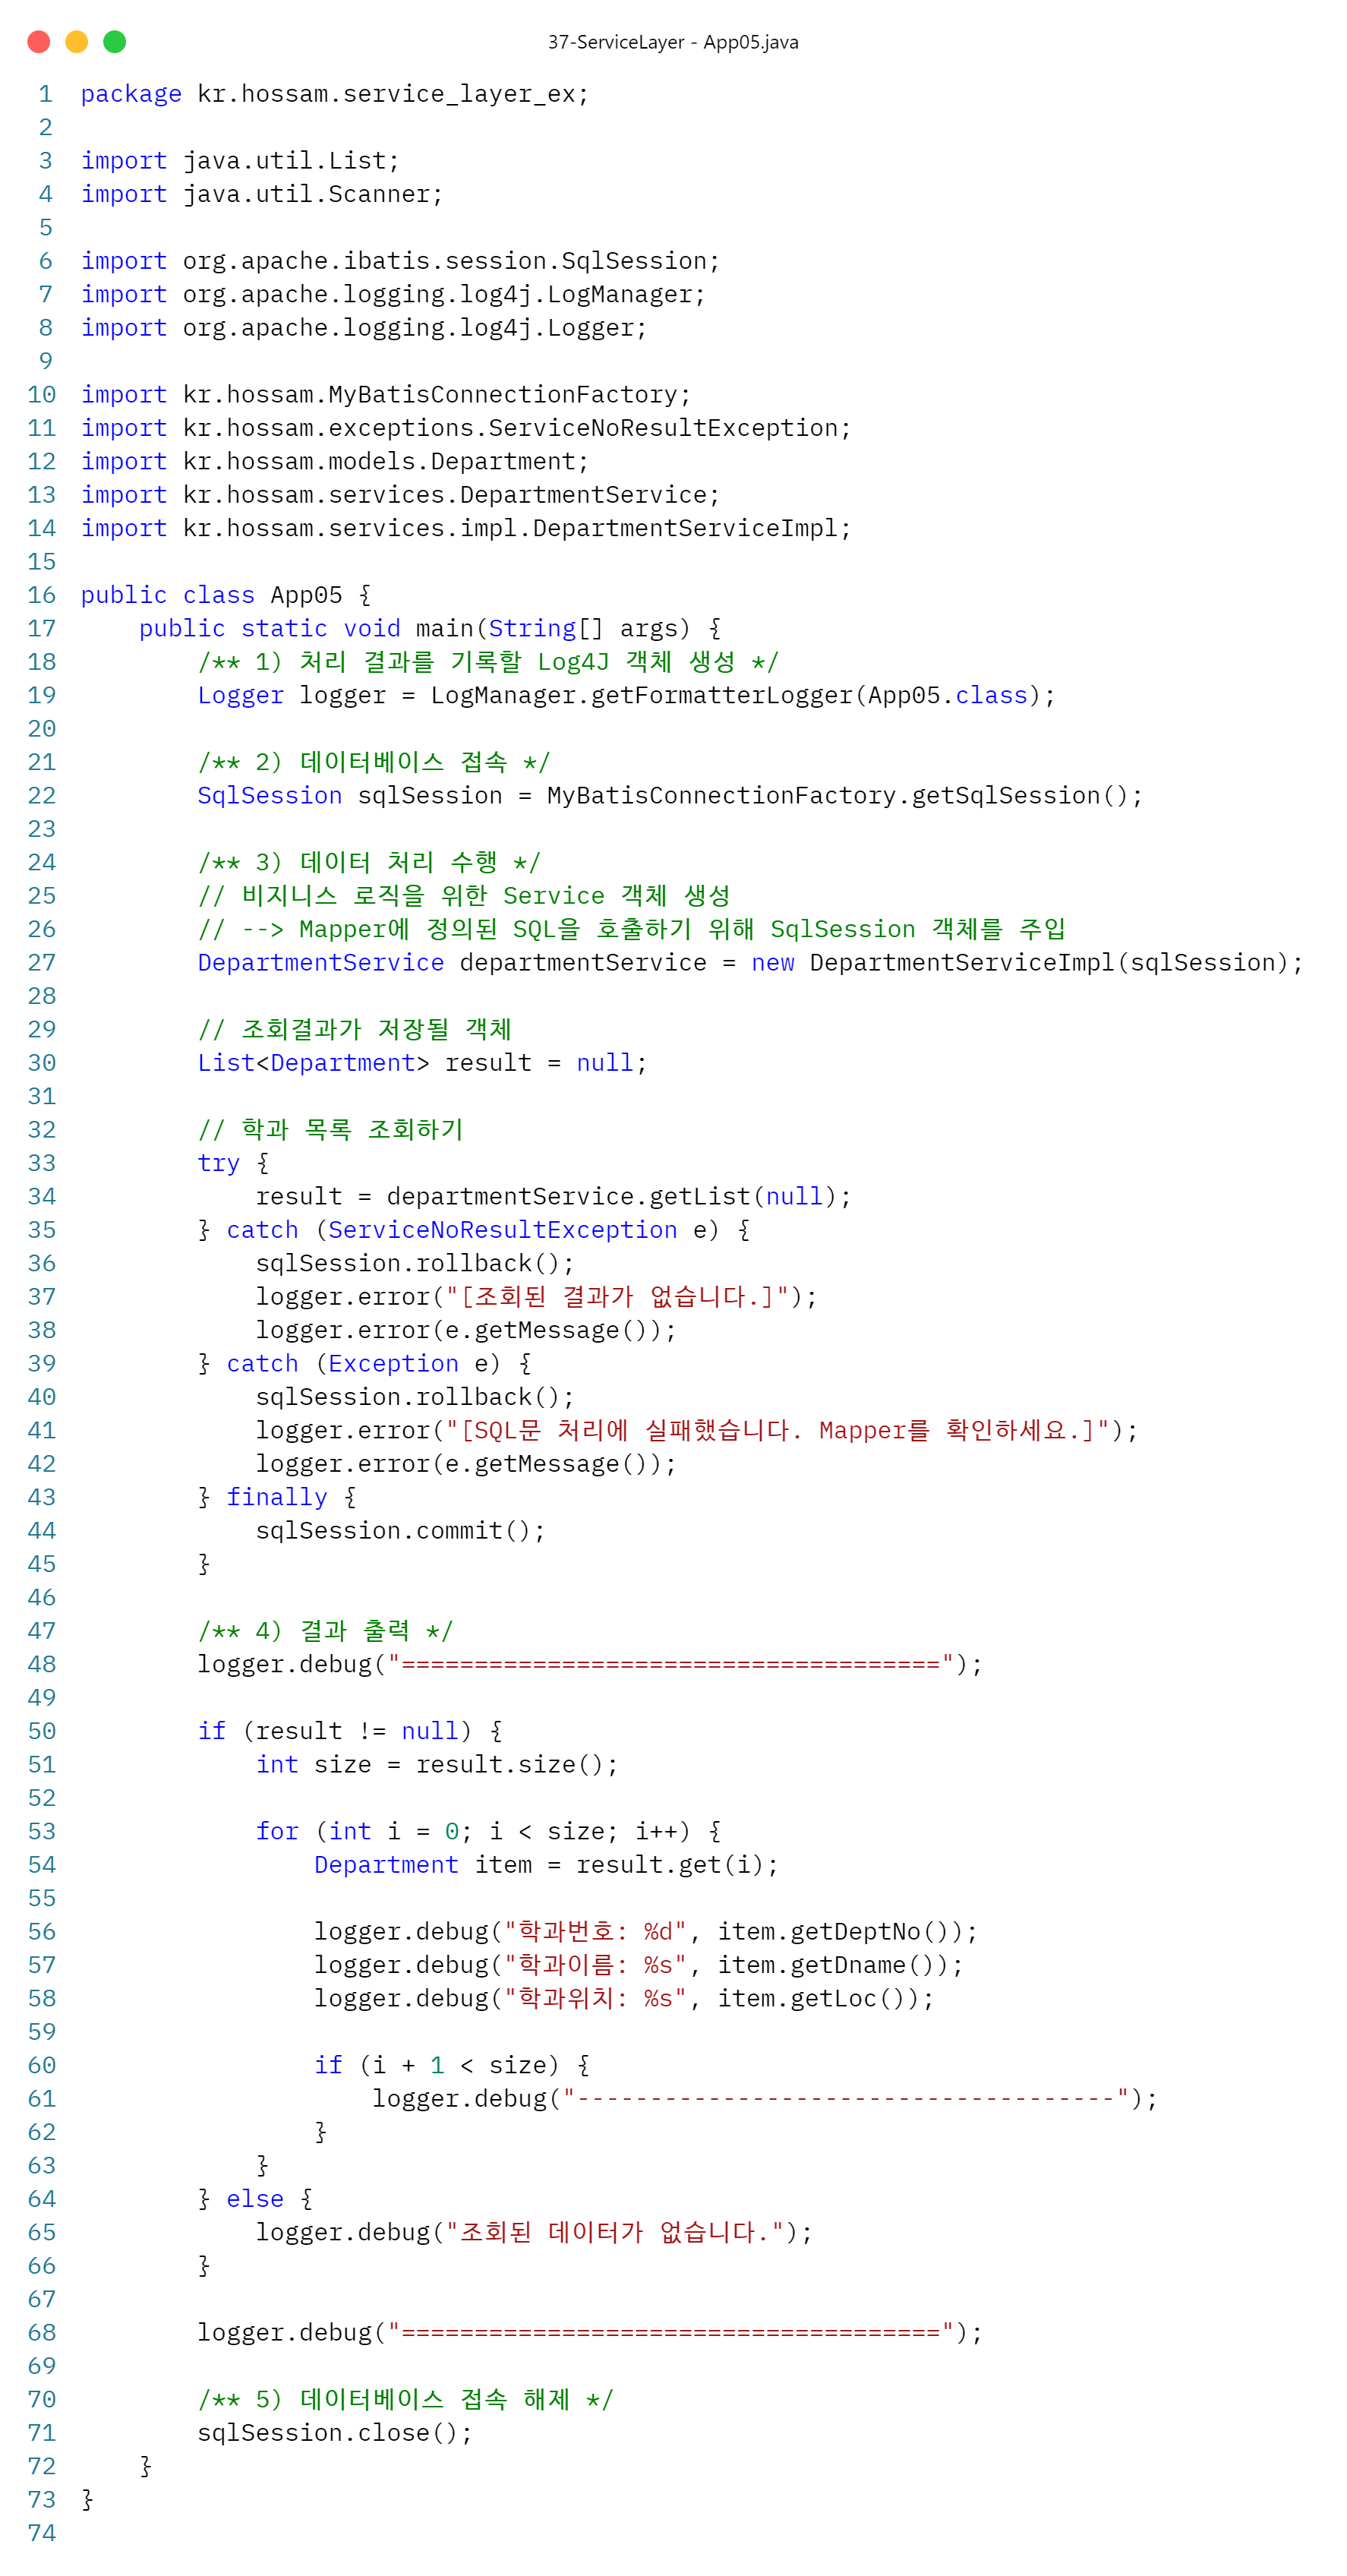 37-ServiceLayer - App05.java
1 package kr.hossam.service_layer_ex;
2
3 import java.util.List;
4 import java.util.Scanner;
5
6 import org.apache.ibatis.session.SqlSession;
7 import org.apache.logging.log4j.LogManager;
8 import org.apache.logging.log4j.Logger;
9
10 import kr.hossam.MyBatisConnectionFactory;
11 import kr.hossam.exceptions.ServiceNoResultException;
12 import kr.hossam.models.Department;
13 import kr.hossam.services.DepartmentService;
14 import kr.hossam.services.impl.DepartmentServiceImpl;
15
16 public class App05 {
17     public static void main(String[] args) {
18         /** 1) 처리 결과를 기록할 Log4J 객체 생성 */
19         Logger logger = LogManager.getFormatterLogger(App05.class);
20
21         /** 2) 데이터베이스 접속 */
22         SqlSession sqlSession = MyBatisConnectionFactory.getSqlSession();
23
24         /** 3) 데이터 처리 수행 */
25         // 비지니스 로직을 위한 Service 객체 생성
26         // --> Mapper에 정의된 SQL을 호출하기 위해 SqlSession 객체를 주입
27         DepartmentService departmentService = new DepartmentServiceImpl(sqlSession);
28
29         // 조회결과가 저장될 객체
30         List<Department> result = null;
31
32         // 학과 목록 조회하기
33         try {
34             result = departmentService.getList(null);
35         } catch (ServiceNoResultException e) {
36             sqlSession.rollback();
37             logger.error("[조회된 결과가 없습니다.]");
38             logger.error(e.getMessage());
39         } catch (Exception e) {
40             sqlSession.rollback();
41             logger.error("[SQL문 처리에 실패했습니다. Mapper를 확인하세요.]");
42             logger.error(e.getMessage());
43         } finally {
44             sqlSession.commit();
45         }
46
47         /** 4) 결과 출력 */
48         logger.debug("=====================================");
49
50         if (result != null) {
51             int size = result.size();
52
53             for (int i = 0; i < size; i++) {
54                 Department item = result.get(i);
55
56                 logger.debug("학과번호: %d", item.getDeptNo());
57                 logger.debug("학과이름: %s", item.getDname());
58                 logger.debug("학과위치: %s", item.getLoc());
59
60                 if (i + 1 < size) {
61                     logger.debug("-------------------------------------");
62                 }
63             }
64         } else {
65             logger.debug("조회된 데이터가 없습니다.");
66         }
67
68         logger.debug("=====================================");
69
70         /** 5) 데이터베이스 접속 해제 */
71         sqlSession.close();
72     }
73 }
74